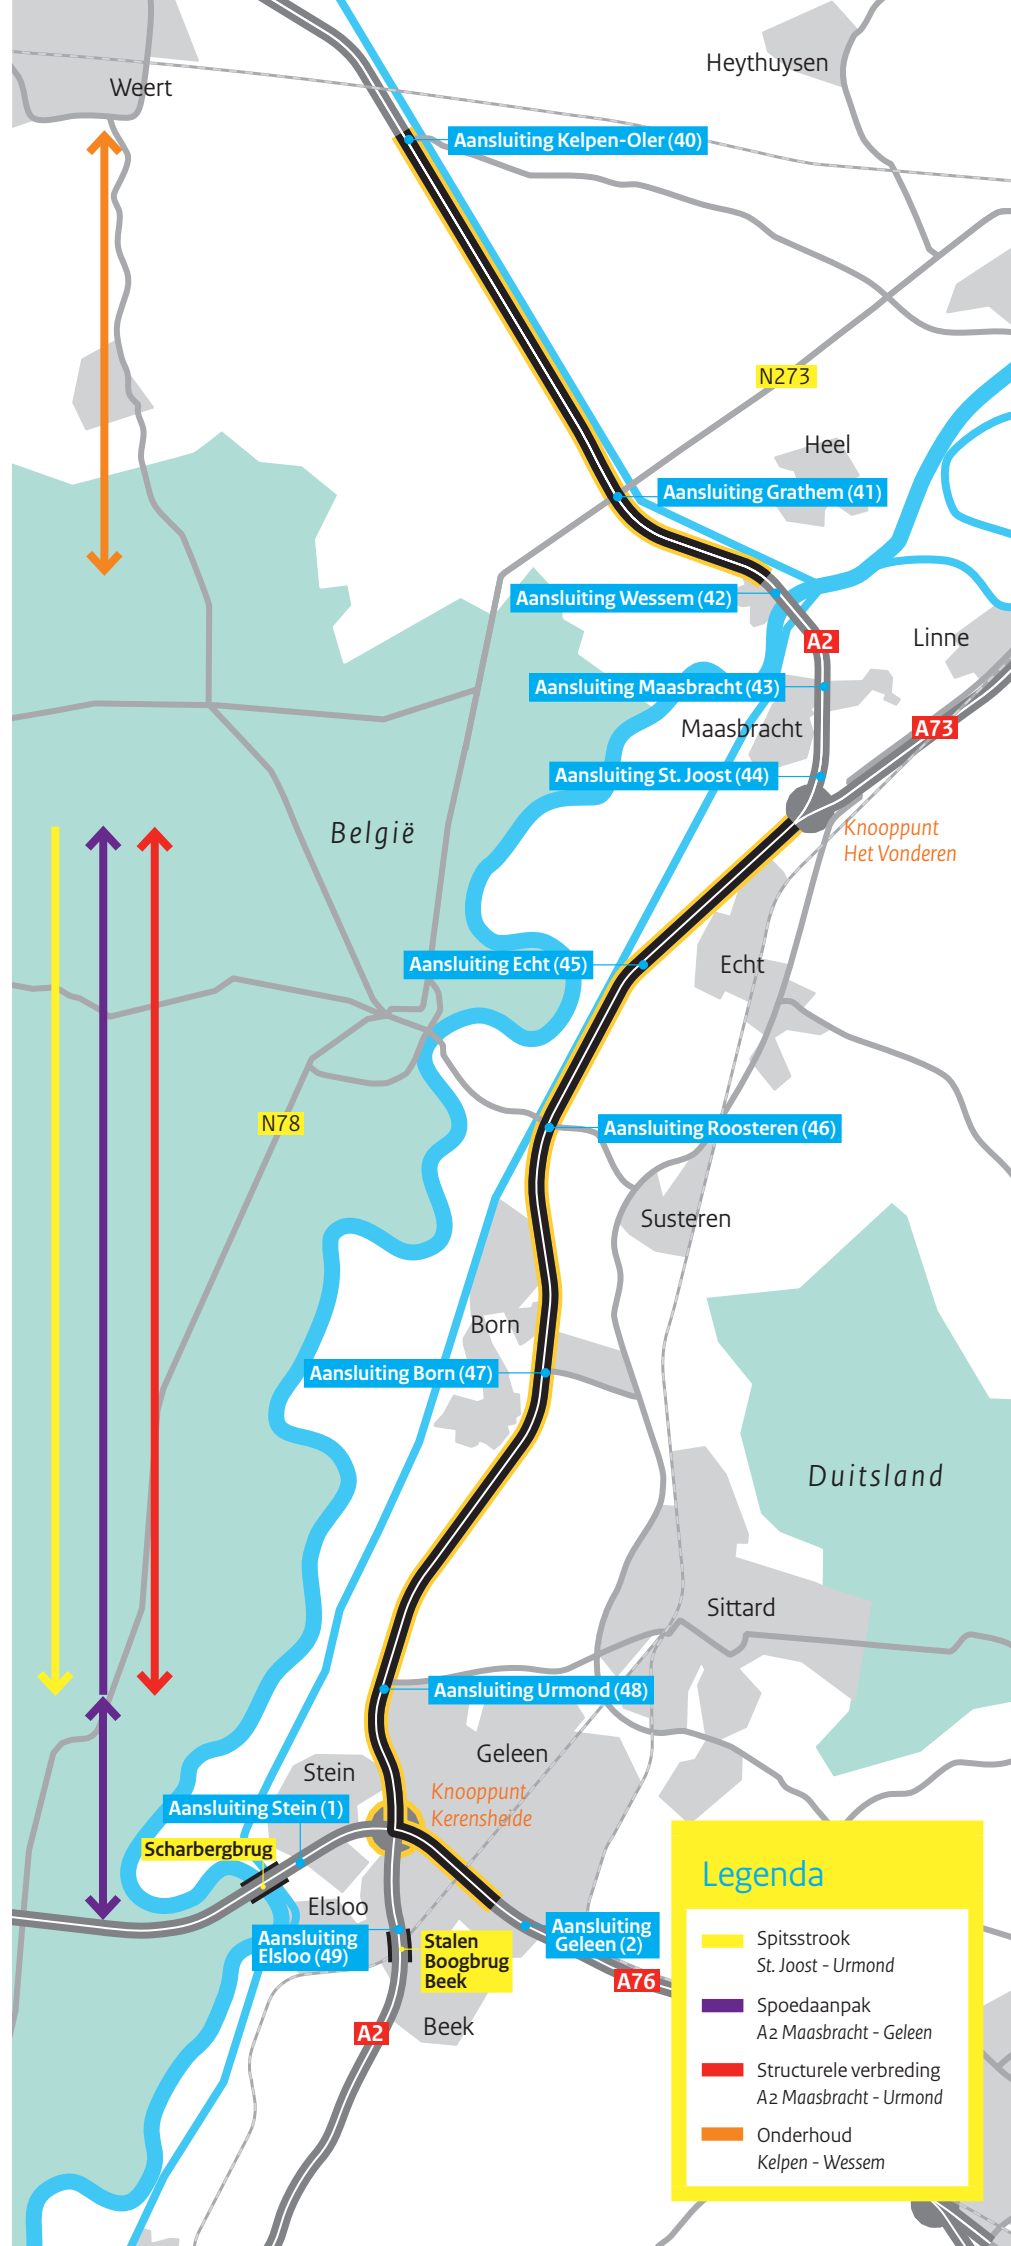 Heythuysen
Weert
Aansluiting Kelpen-Oler (40)
N273
Heel
Aansluiting Grathem (41)
Aansluiting Wessem (42)
A2
Linne
Aansluiting Maasbracht (43)
Maasbracht
A73
Aansluiting St. Joost (44)
België
Knooppunt
Het Vonderen
Aansluiting Echt (45)
Echt
N78
Aansluiting Roosteren (46)
Susteren
Born
Aansluiting Born (47)
Duitsland
Sittard
Aansluiting Urmond (48)
Geleen
Stein
Knooppunt
Kerensheide
Aansluiting Stein (1)
Scharbergbrug
Elsloo
Aansluiting
Elsloo (49)
Stalen
Boogbrug
Beek
Aansluiting
Geleen (2)
A76
Beek
A2
Legenda
Spitsstrook
St. Joost - Urmond
Spoedaanpak
A2 Maasbracht - Geleen
Structurele verbreding
A2 Maasbracht - Urmond
Onderhoud
Kelpen - Wessem